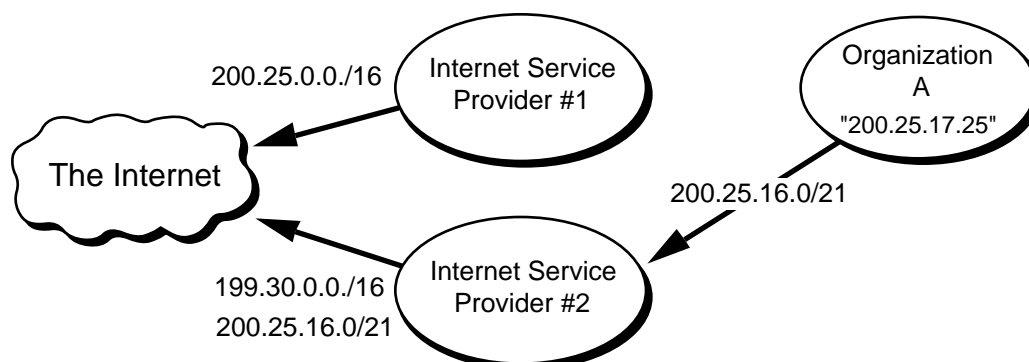 200.25.0.0./16
Internet Service
Provider #1
Organization
A
"200.25.17.25"
The Internet
200.25.16.0/21
199.30.0.0./16
200.25.16.0/21
Internet Service
Provider #2